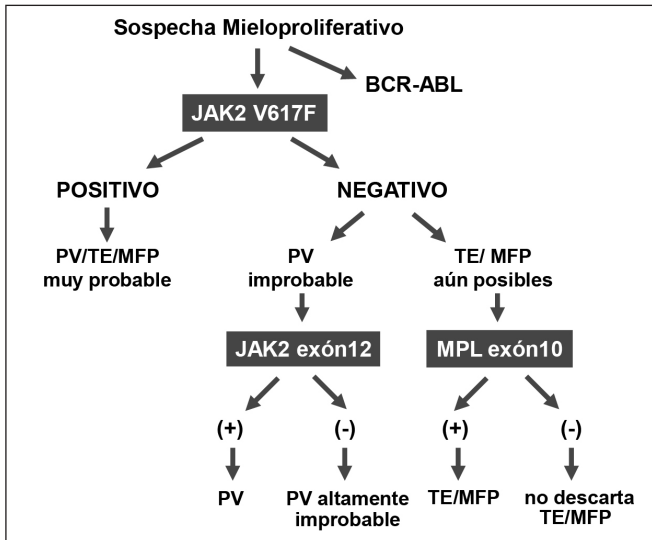 Sospecha Mieloproliferativo
BCR-ABL
JAK2 V617F
POSITIVO
NEGATIVO
PV/TE/MFP
muy probable
PV
improbable
TE/ MFP
aún posibles
JAK2 exón12
MPL exón10
(+)
(-)
(+)
(-)
PV
PV altamente
improbable
TE/MFP
no descarta
TE/MFP